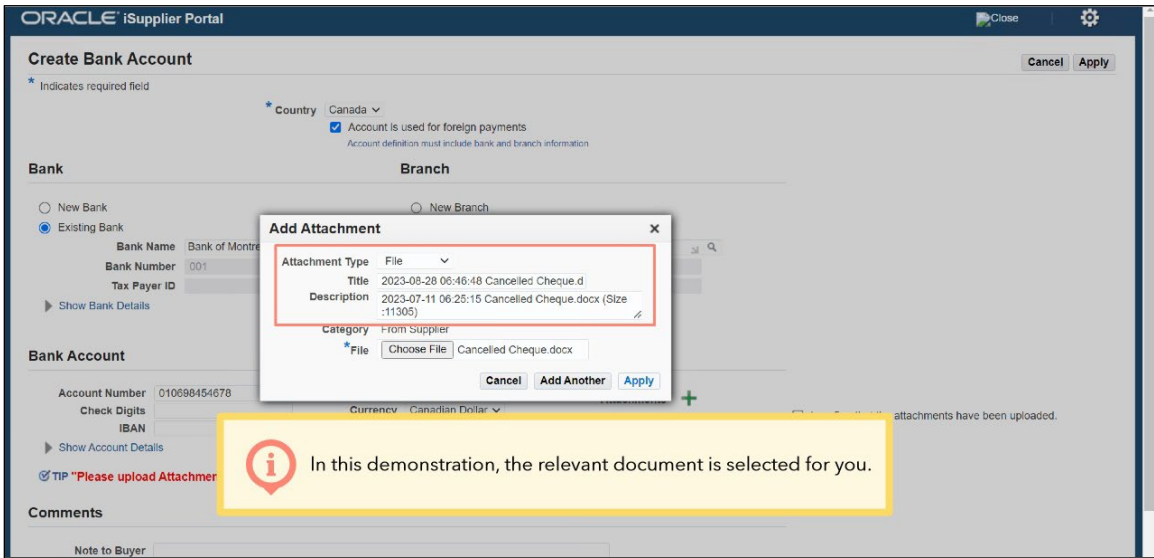 ORACLE iSupplier Portal
Close
Create Bank Account
Cancel Apply
* Indicates required field
* Country Canada
Account is used for foreign payments
Account definition must include bank and branch information
Bank
Branch
New Bank
New Branch
Existing Bank
Bank Name Bank of Montre
Bank Number 001
Tax Payer ID
Show Bank Details
Add Attachment
Attachment Type File
Title 2023-08-28 06:46:48 Cancelled Cheque.d
Description 2023-07-11 06:25:15 Cancelled Cheque.docx (Size
:11305)
Category From Supplier
*File Choose File Cancelled Cheque.docx
Cancel Add Another Apply
Bank Account
Account Number 010698454678
Check Digits
Currency Canadian Dollar
IBAN
attachments have been uploaded.
Show Account Details
TIP "Please upload Attachmen
In this demonstration, the relevant document is selected for you.
Comments
Note to Buyer